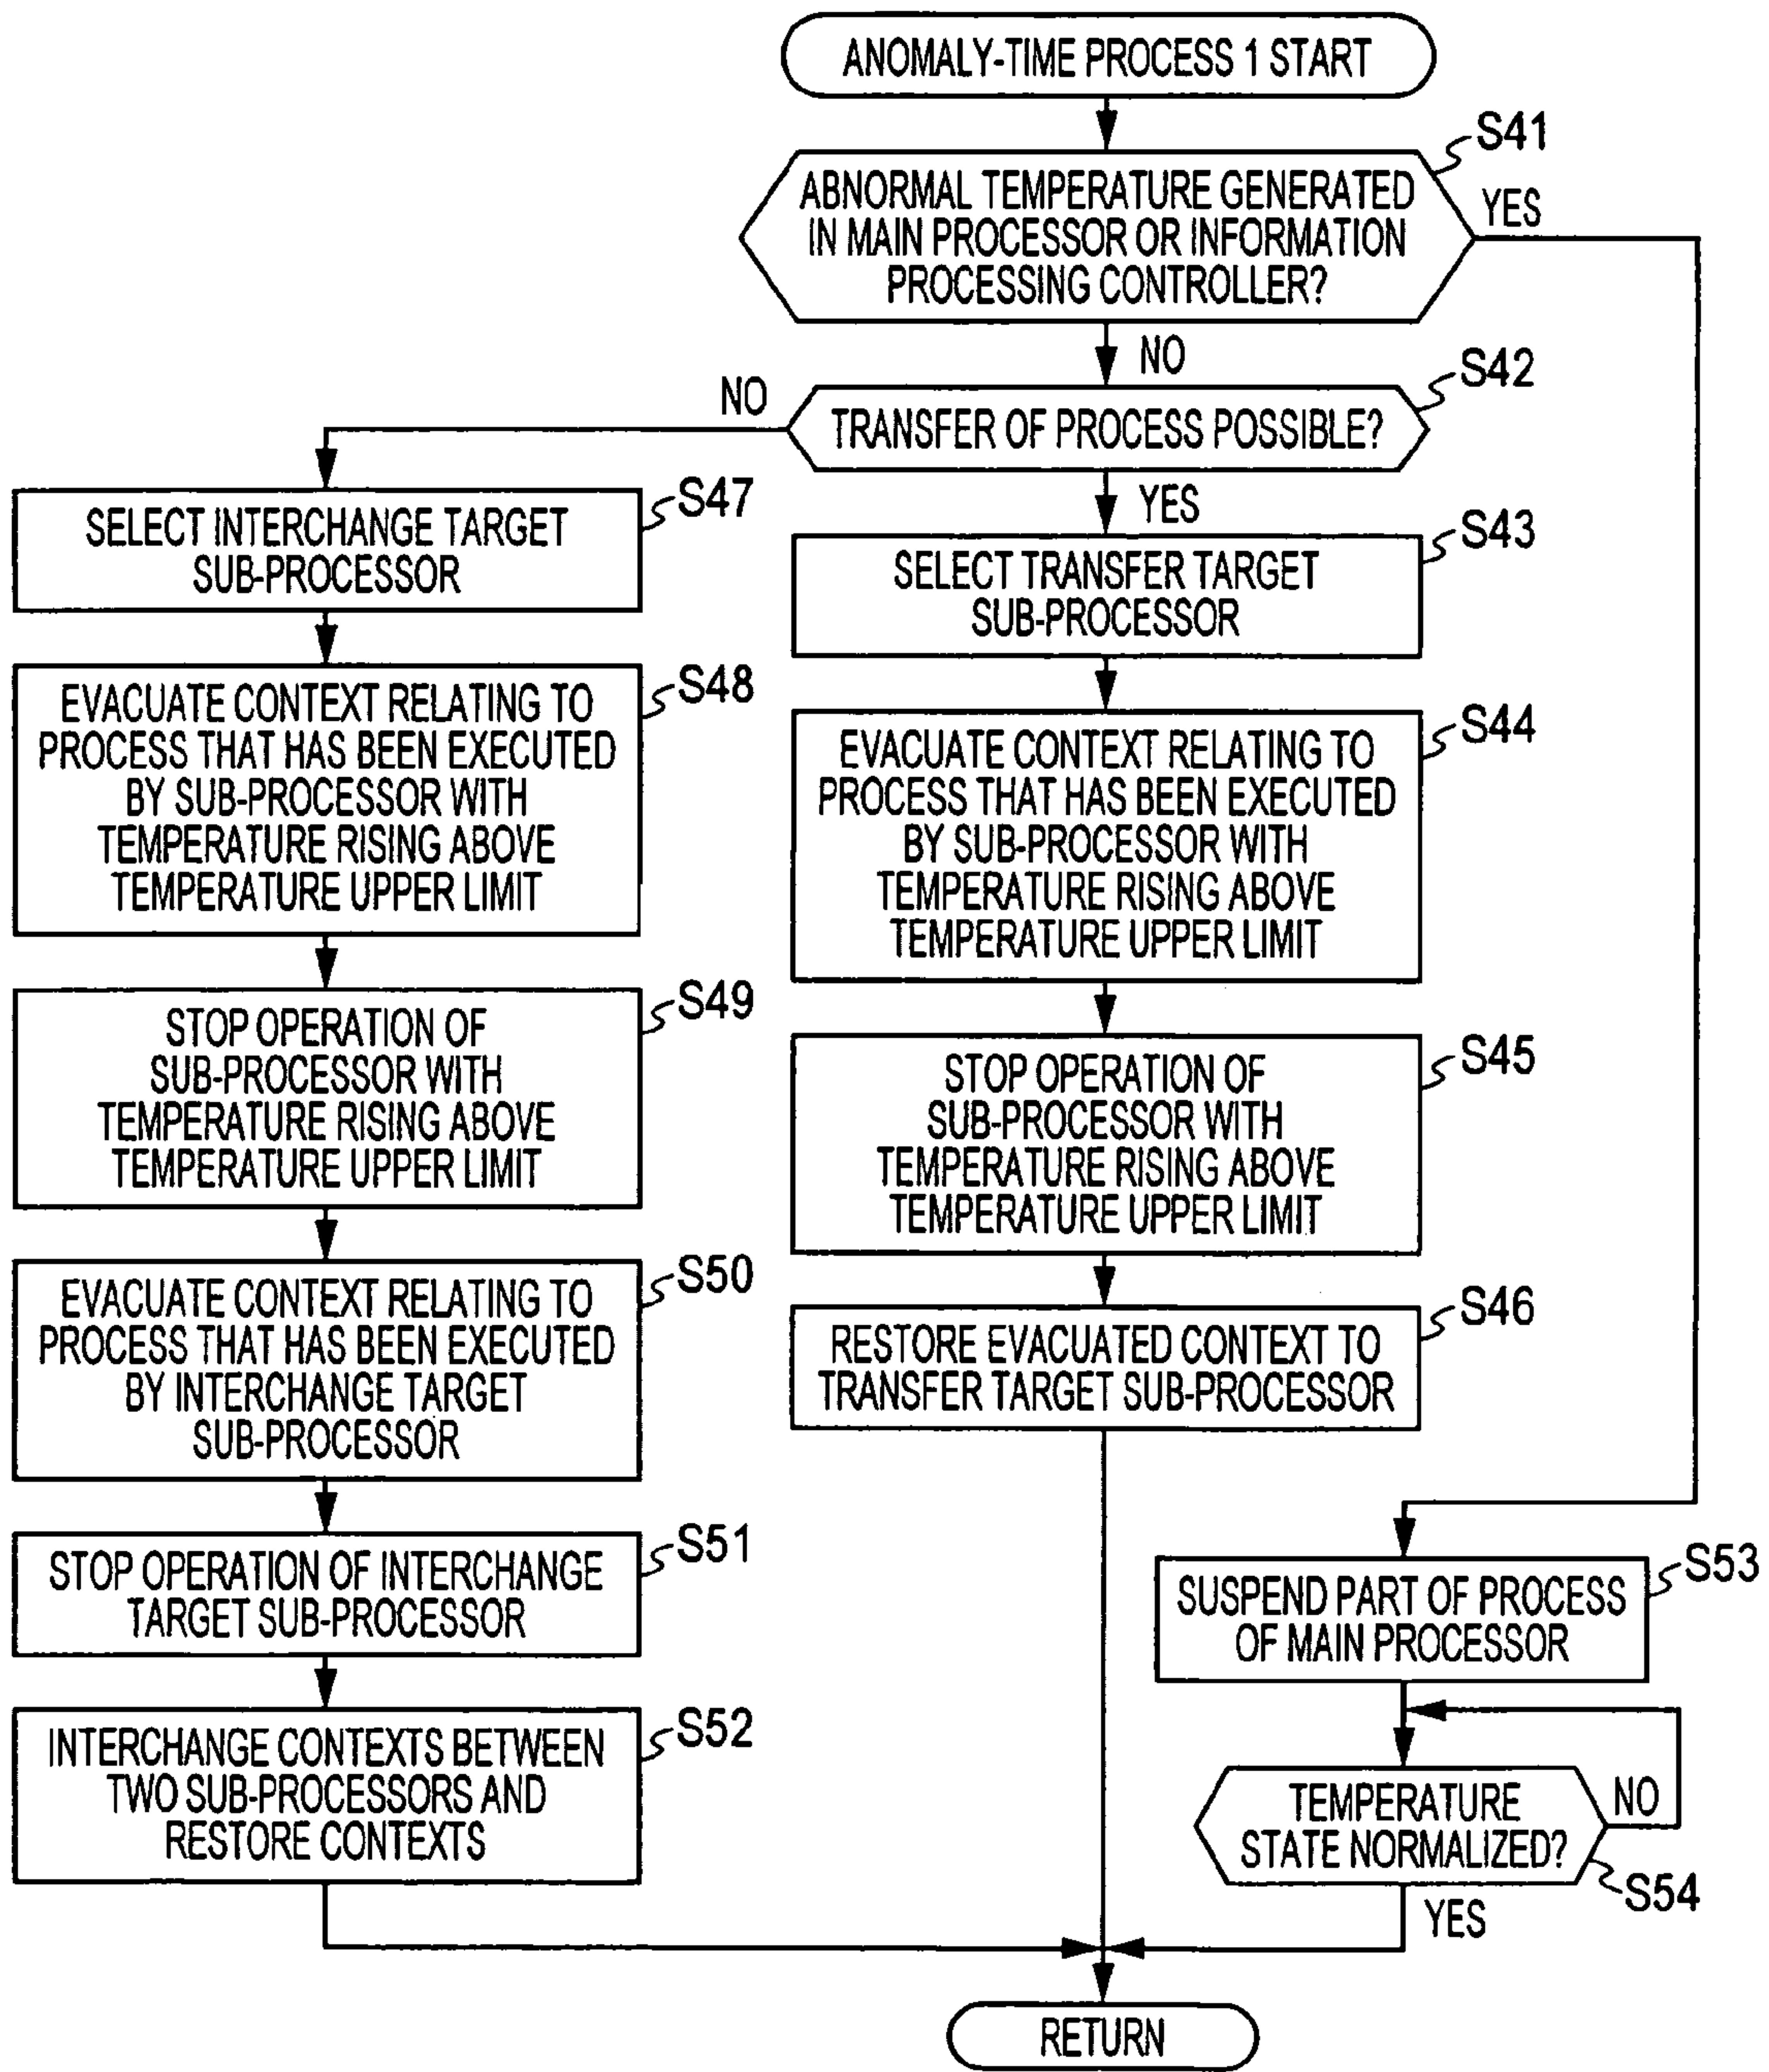 ANOMALY-TIME PROCESS 1 START
S41
ABNORMAL TEMPERATURE GENERATED
IN MAIN PROCESSOR OR INFORMATION
PROCESSING CONTROLLER?
YES
NO
S42
TRANSFER OF PROCESS POSSIBLE?
NO
YES
S47
SELECT INTERCHANGE TARGET
SUB-PROCESSOR
S48
EVACUATE CONTEXT RELATING TO
PROCESS THAT HAS BEEN EXECUTED
BY SUB-PROCESSOR WITH
TEMPERATURE RISING ABOVE
TEMPERATURE UPPER LIMIT
S49
STOP OPERATION OF
SUB-PROCESSOR WITH
TEMPERATURE RISING ABOVE
TEMPERATURE UPPER LIMIT
S50
EVACUATE CONTEXT RELATING TO
PROCESS THAT HAS BEEN EXECUTED
BY INTERCHANGE TARGET
SUB-PROCESSOR
S51
STOP OPERATION OF INTERCHANGE
TARGET SUB-PROCESSOR
S52
INTERCHANGE CONTEXTS BETWEEN
TWO SUB-PROCESSORS AND
RESTORE CONTEXTS
S43
SELECT TRANSFER TARGET
SUB-PROCESSOR
S44
EVACUATE CONTEXT RELATING TO
PROCESS THAT HAS BEEN EXECUTED
BY SUB-PROCESSOR WITH
TEMPERATURE RISING ABOVE
TEMPERATURE UPPER LIMIT
S45
STOP OPERATION OF
SUB-PROCESSOR WITH
TEMPERATURE RISING ABOVE
TEMPERATURE UPPER LIMIT
S46
RESTORE EVACUATED CONTEXT TO
TRANSFER TARGET SUB-PROCESSOR
S53
SUSPEND PART OF PROCESS
OF MAIN PROCESSOR
TEMPERATURE
STATE NORMALIZED?
NO
S54
YES
RETURN